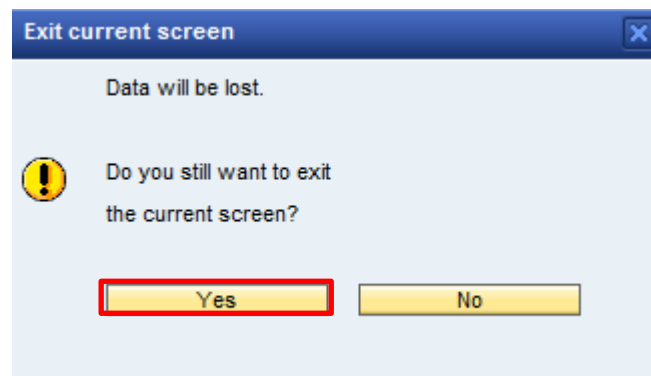 Exit current screen
Data will be lost.
Do you still want to exit
the current screen?
Yes No